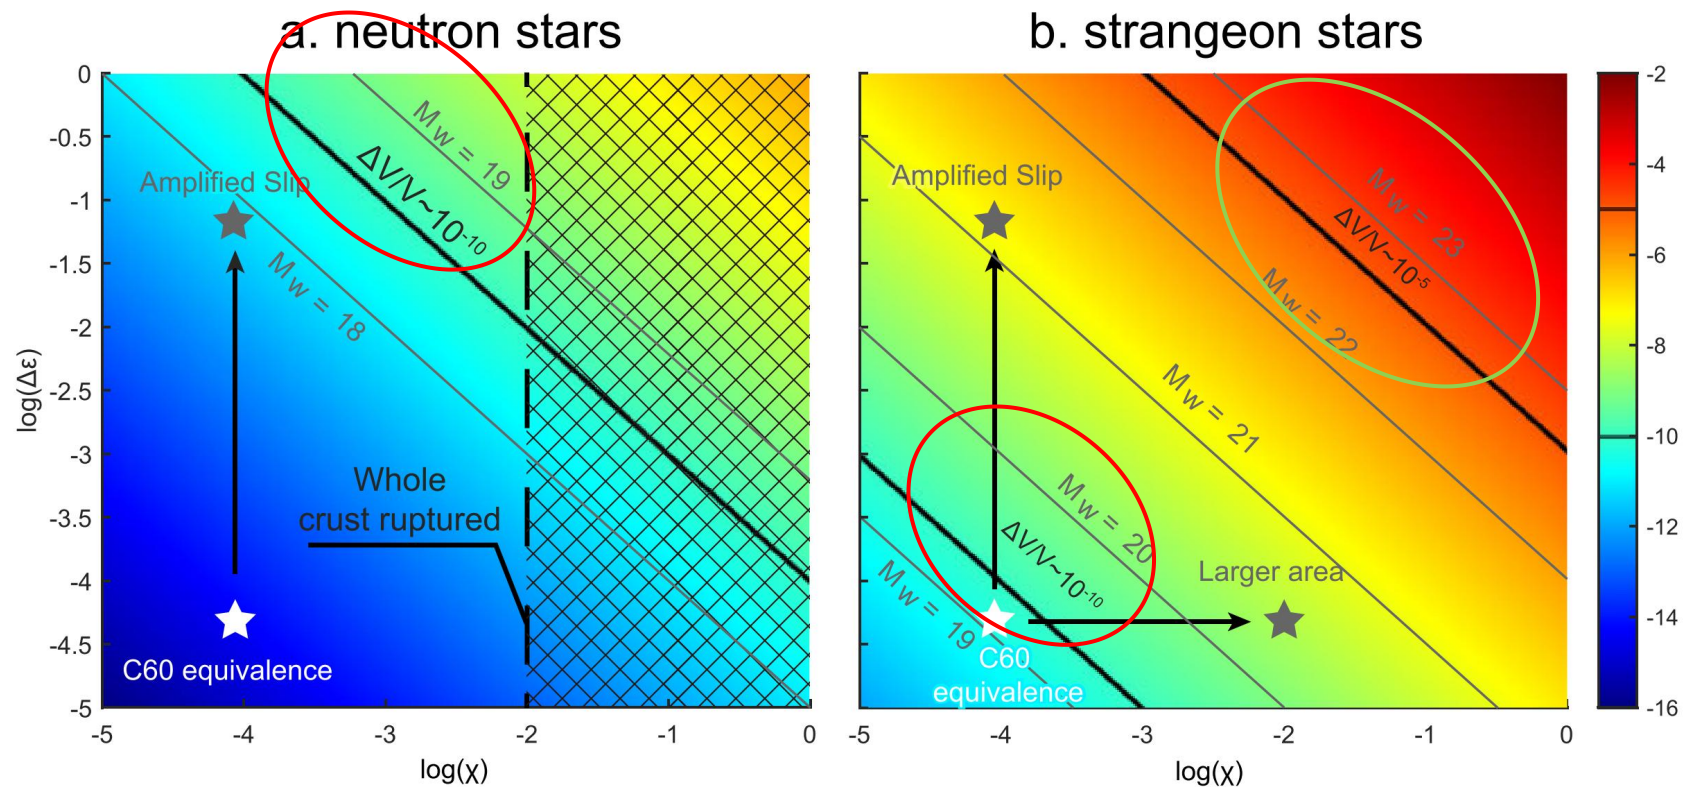 a. neutron stars
0
-0.5
-1
-1.5
-2
-2.5
-3
-3.5
-4
-4.5
-5
log(Δε)
Mw = 19
ΔV/V~10-10
Amplified Slip
Mw = 18
Whole
crust ruptured
C60 equivalence
-5
-4
-3
-2
-1
0
log(χ)
b. strangeon stars
Amplified Slip
Mw = 23
ΔV/V~10-5
Mw = 22
Mw = 21
Mw = 20
ΔV/V~10-10
Mw = 19
Larger area
C60
equivalence
-5
-4
-3
-2
-1
0
log(χ)
-2
-4
-6
-8
-10
-12
-14
-16